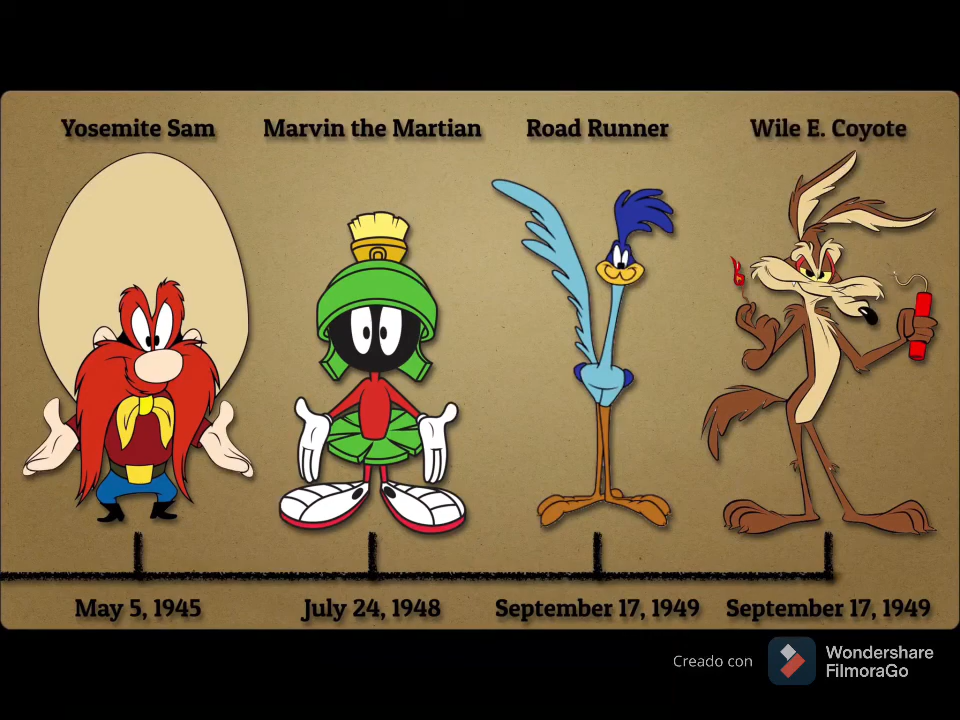 Yosemite Sam
Marvin the Martian
Road Runner
Wile E. Coyote
May 5, 1945
July 24, 1948
September 17, 1949
September 17, 1949
Creado con
Wondershare
FilmoraGo